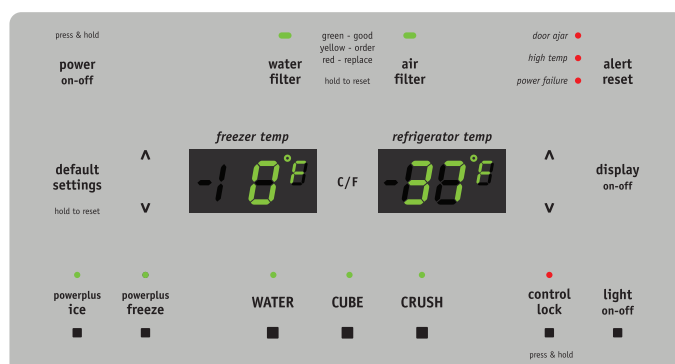 press & hold
power
on-off
water
filter
green - good
yellow - order
red - replace
hold to reset
air
filter
door ajar
high temp
power failure
alert
reset
default
settings
hold to reset
freezer temp
0°F
C/F
refrigerator temp
37°F
display
on-off
powerplus
ice
powerplus
freeze
WATER
CUBE
CRUSH
control
lock
press & hold
light
on-off